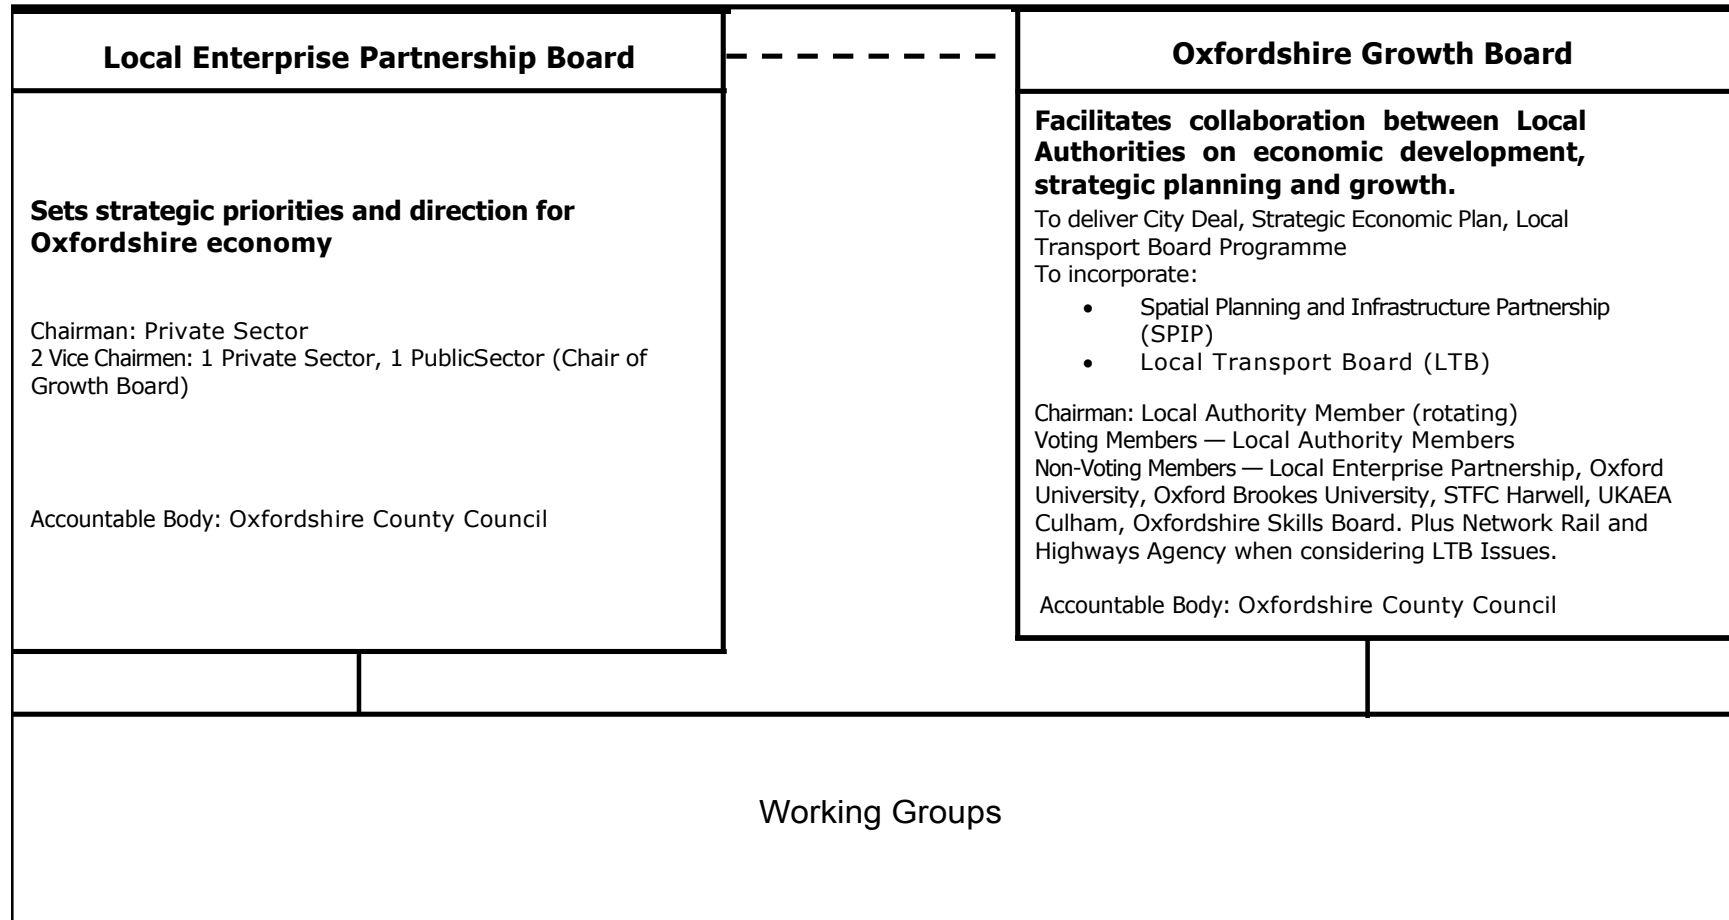 Local Enterprise Partnership Board
Sets strategic priorities and direction for
Oxfordshire economy
Chairman: Private Sector
2 Vice Chairmen: 1 Private Sector, 1 PublicSector (Chair of
Growth Board)
Accountable Body: Oxfordshire County Council
Oxfordshire Growth Board
Facilitates collaboration between Local
Authorities on economic development,
strategic planning and growth.
To deliver City Deal, Strategic Economic Plan, Local
Transport Board Programme
To incorporate:
• Spatial Planning and Infrastructure Partnership
(SPIP)
• Local Transport Board (LTB)
Chairman: Local Authority Member (rotating)
Voting Members — Local Authority Members
Non-Voting Members — Local Enterprise Partnership, Oxford
University, Oxford Brookes University, STFC Harwell, UKAEA
Culham, Oxfordshire Skills Board. Plus Network Rail and
Highways Agency when considering LTB Issues.
Accountable Body: Oxfordshire County Council
Working Groups